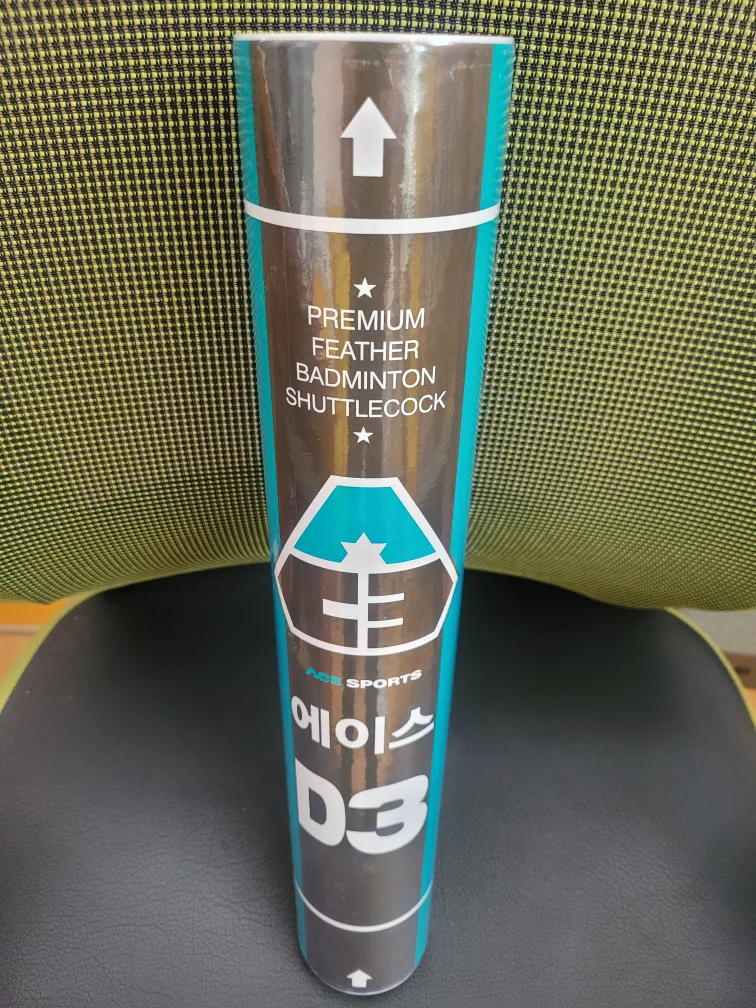 PREMIUM
FEATHER
BADMINTON
SHUTTLECOCK
ACE SPORTS
에이스
D3